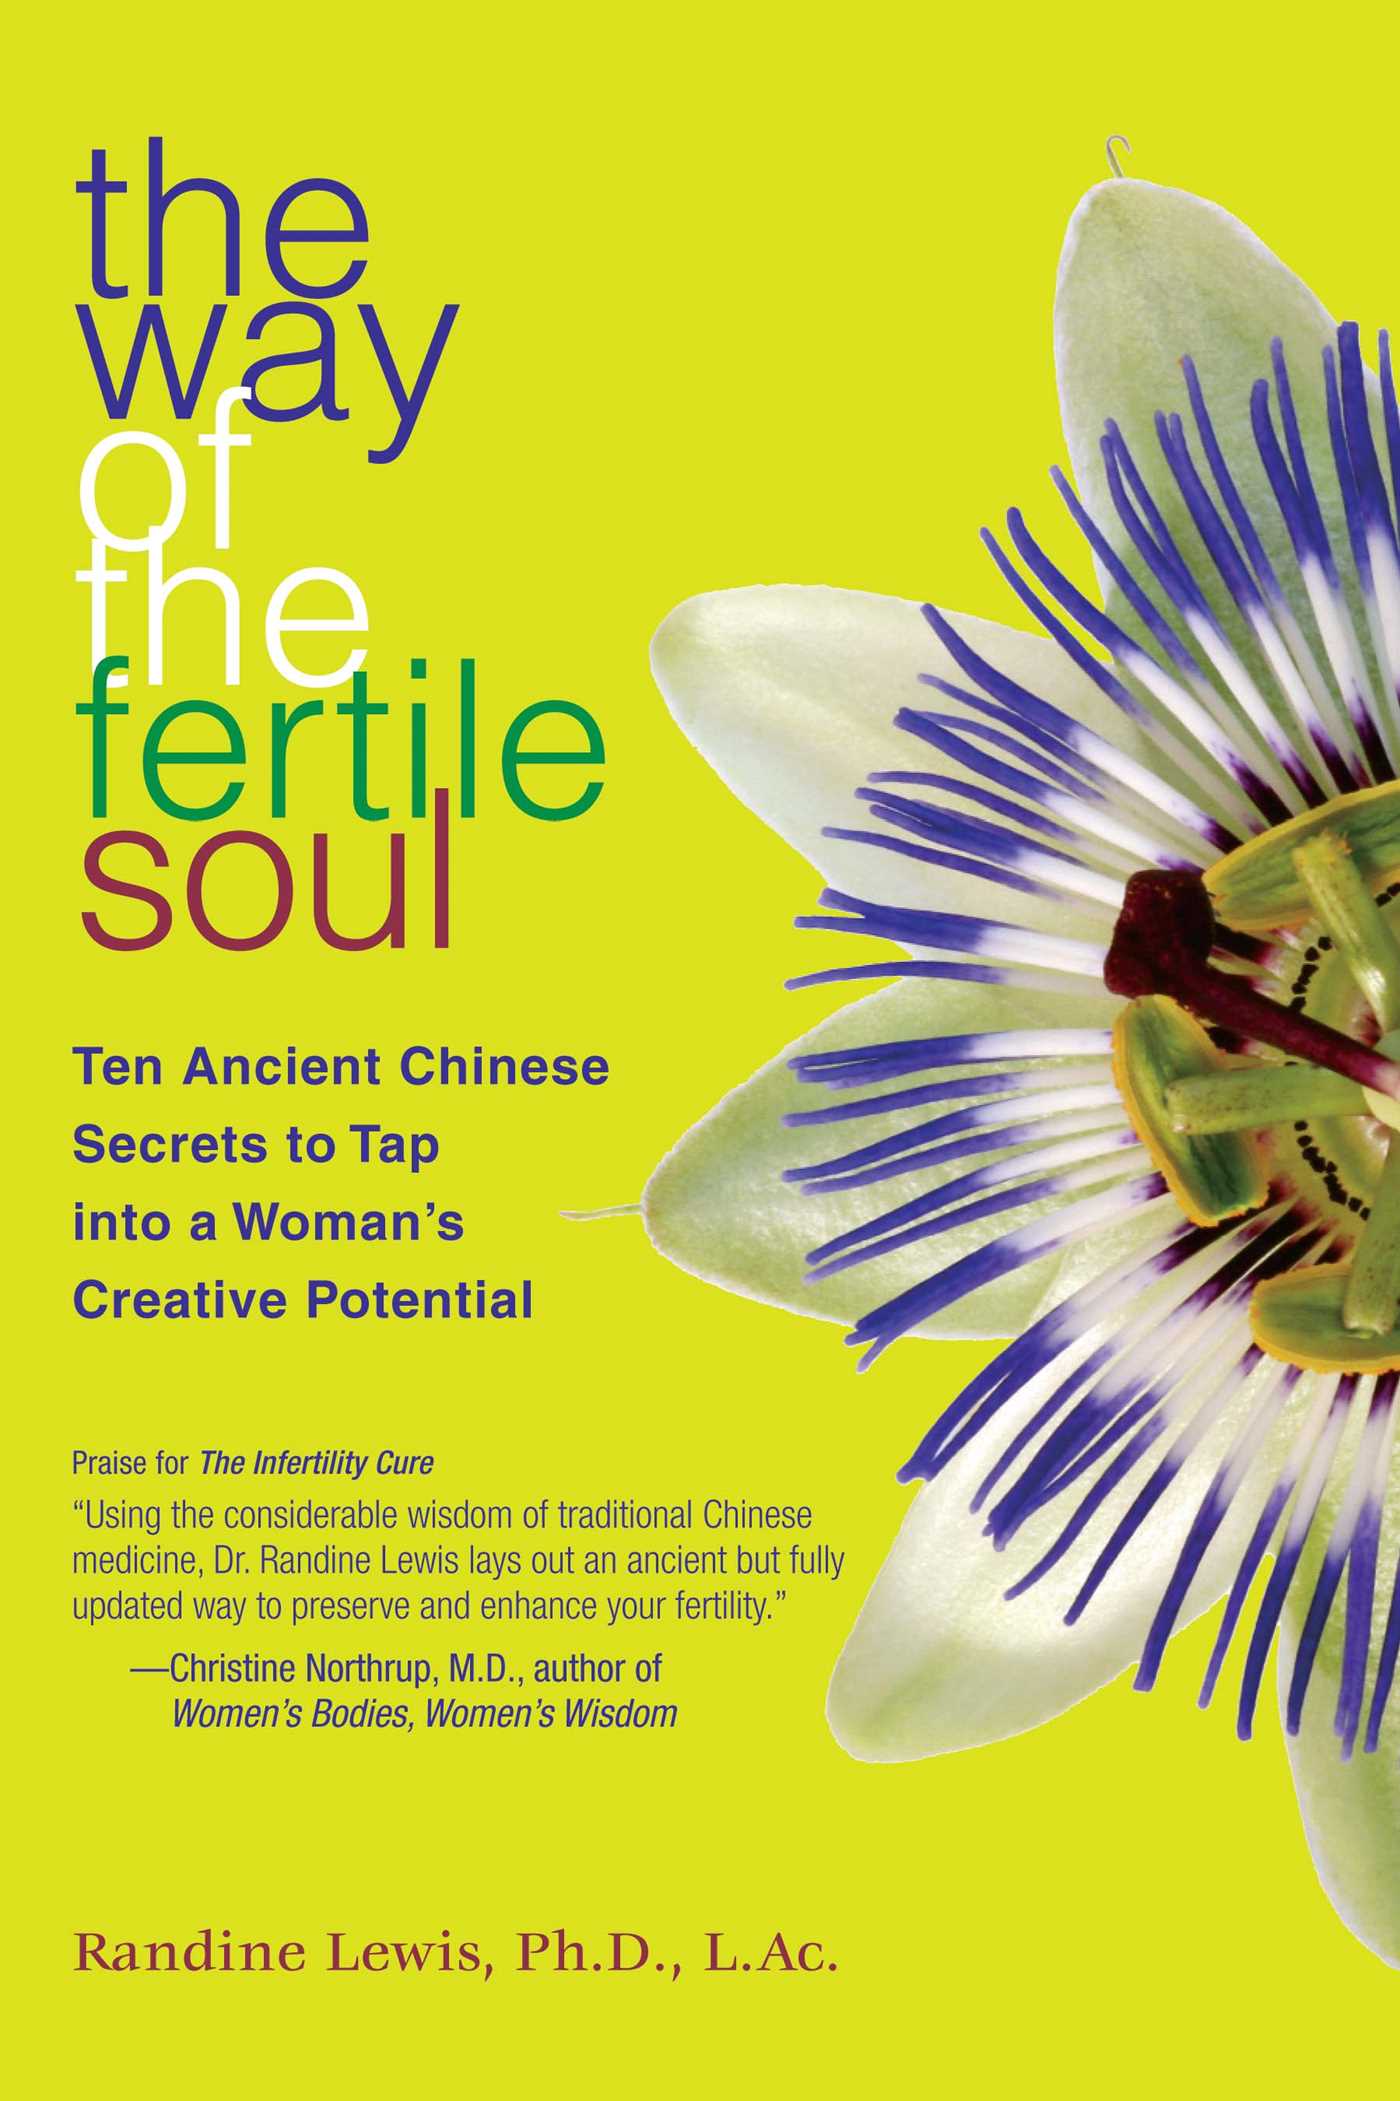 the
way
of
the
fertile
soul
Ten Ancient Chinese
Secrets to Tap
into a Woman’s
Creative Potential
Praise for The Infertility Cure
“Using the considerable wisdom of traditional Chinese
medicine, Dr. Randine Lewis lays out an ancient but fully
updated way to preserve and enhance your fertility.”
—Christine Northrup, M.D., author of
Women’s Bodies, Women’s Wisdom
Randine Lewis, Ph.D., L.Ac.